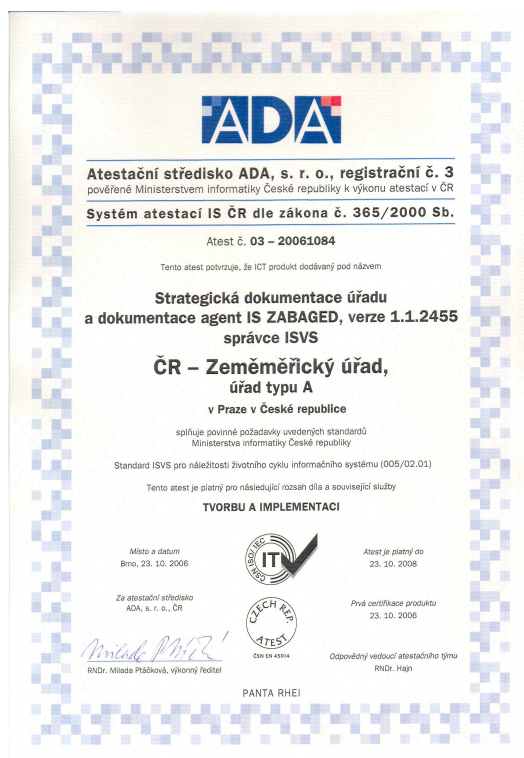 ADA
Atestační středisko ADA, s. r. o., registrační č. 3
pověřené Ministerstvem informatiky České republiky k výkonu atestací v ČR
Systém atestací IS ČR dle zákona č. 365/2000 Sb.
Atest č. 03 – 20061084
Tento atest potvrzuje, že ICT produkt dodávaný pod názvem
Strategická dokumentace úřadu
a dokumentace agent IS ZABAGED, verze 1.1.2455
správce ISVS
ČR – Zeměměřický úřad,
úřad typu A
v Praze v České republice
splňuje povinné požadavky uvedených standardů
Ministerstva informatiky České republiky
Standard ISVS pro náležitosti životního cyklu informačního systému (005/02.01)
Tento atest je platný pro následující rozsah díla a související služby
TVORBU A IMPLEMENTACI
Místo a datum
Brno, 23. 10. 2006
ČSN ISO/IEC
IT
Atest je platný do
23. 10. 2008
Za atestační středisko
ADA, s. r. o., ČR
CZECH REP.
ATEST
ČSN EN 45014
Prvá certifikace produktu
23. 10. 2006
Milada Ptáčk
RNDr. Milada Ptáčková, výkonný ředitel
Odpovědný vedoucí atestačního týmu
RNDr. Hajn
PANTA RHEI